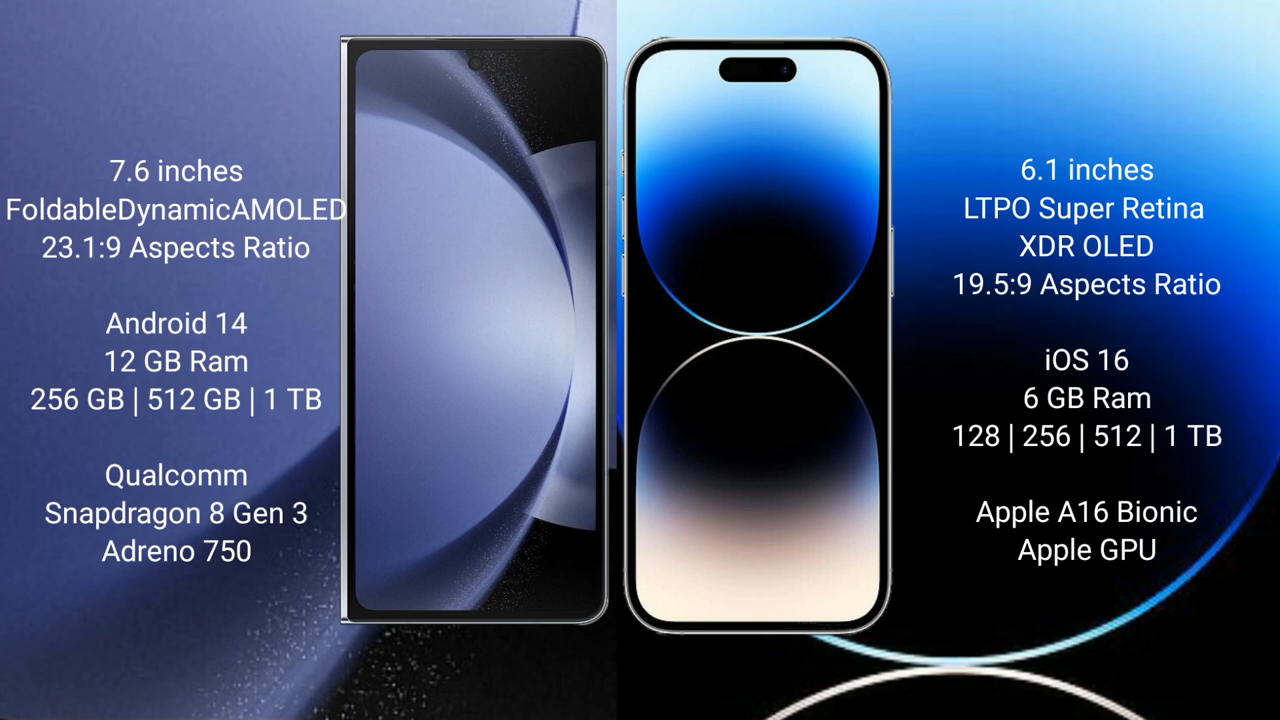 7.6 inches
FoldableDynamicAMOLED
23.1:9 Aspects Ratio
Android 14
12 GB Ram
256 GB | 512 GB | 1 TB
Qualcomm
Snapdragon 8 Gen 3
Adreno 750
6.1 inches
LTPO Super Retina
XDR OLED
19.5:9 Aspects Ratio
iOS 16
6 GB Ram
128 | 256 | 512 | 1 TB
Apple A16 Bionic
Apple GPU